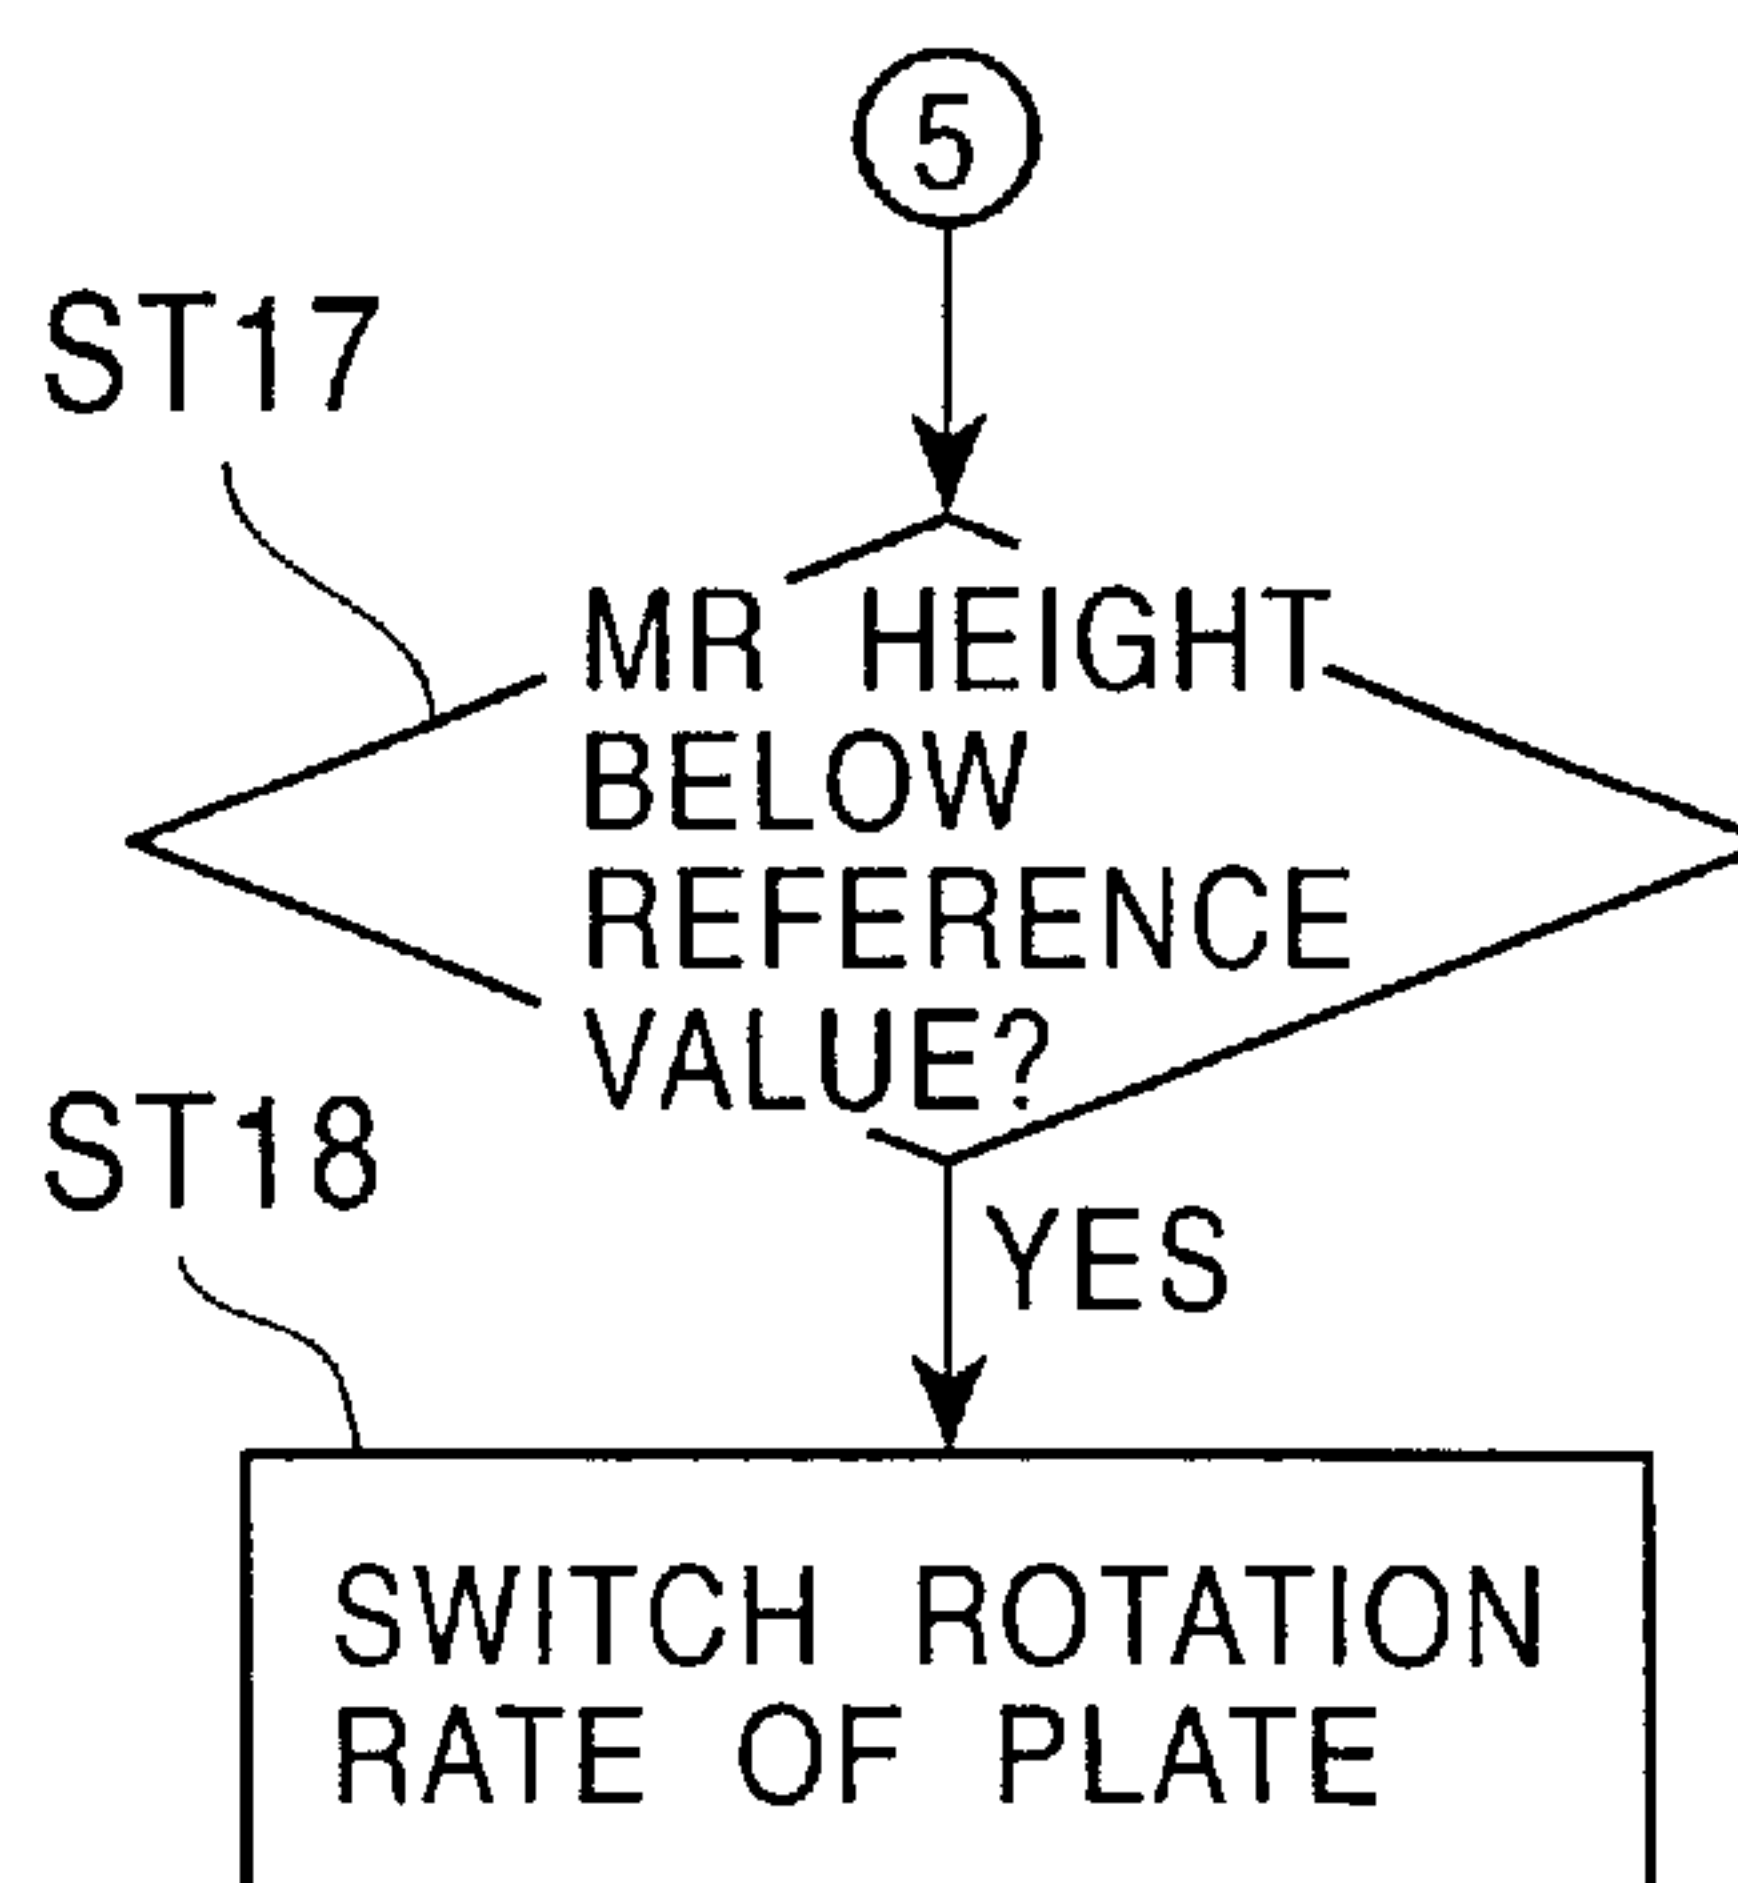 5
ST17
MR HEIGHT
BELOW
REFERENCE
VALUE?
ST18
YES
SWITCH ROTATION
RATE OF PLATE